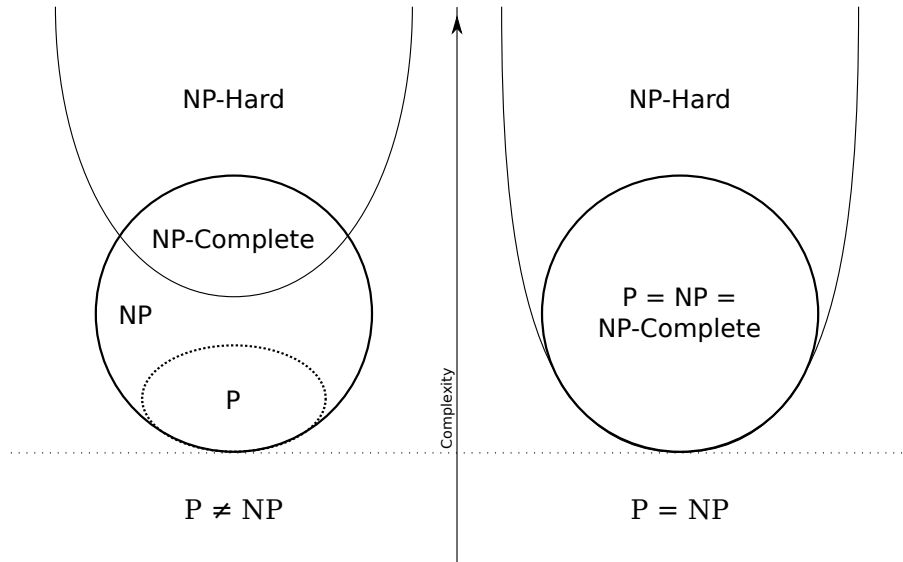 NP-Hard
NP-Complete
NP
P
P ≠ NP
Complexity
NP-Hard
P = NP =
NP-Complete
P = NP